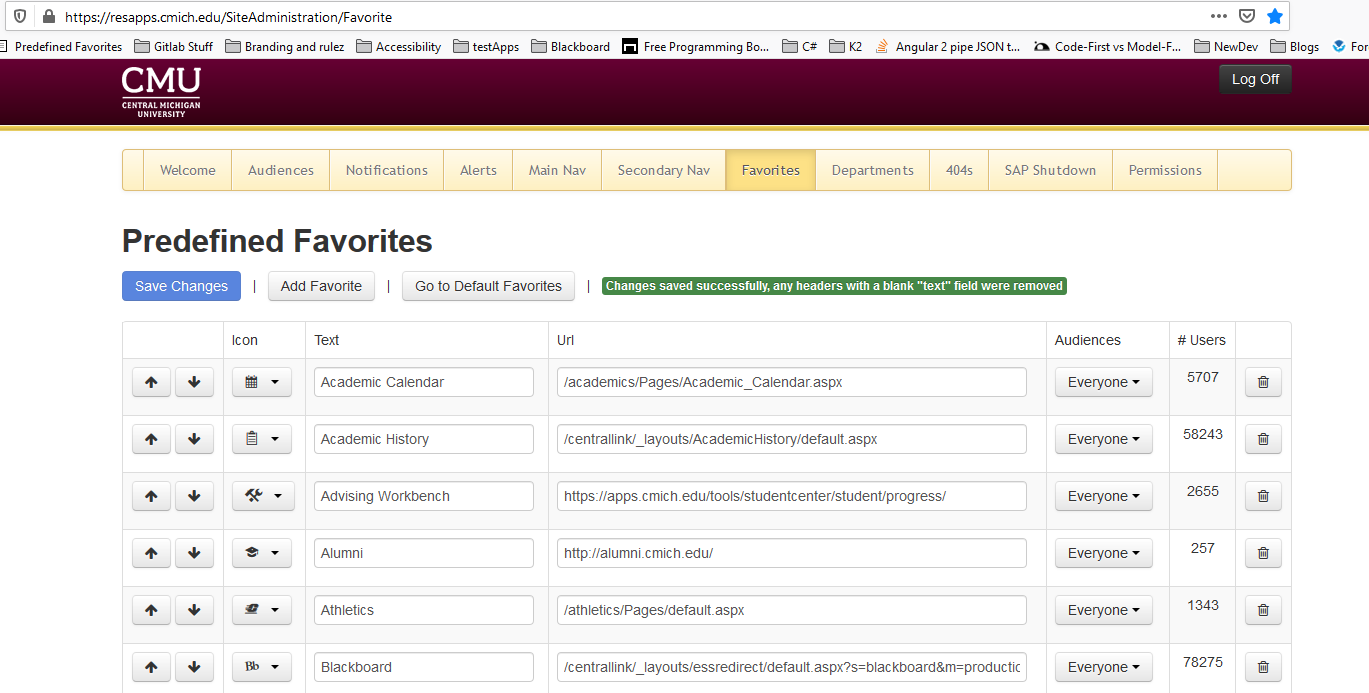 https://resapps.cmich.edu/SiteAdministration/Favorite
Predefined Favorites Gitlab Stuff Branding and rulez Accessibility testApps Blackboard Free Programming Bo... C# K2 Angular 2 pipe JSON t... Code-First vs Model-F... NewDev Blogs For
CMU
CENTRAL MICHIGAN
UNIVERSITY
Log Off
Welcome Audiences Notifications Alerts Main Nav Secondary Nav Favorites Departments 404s SAP Shutdown Permissions
Predefined Favorites
Save Changes | Add Favorite | Go to Default Favorites | Changes saved successfully, any headers with a blank "text" field were removed
Icon Text Url Audiences # Users
Academic Calendar /academics/Pages/Academic_Calendar.aspx Everyone 5707
Academic History /centrallink/_layouts/AcademicHistory/default.aspx Everyone 58243
Advising Workbench https://apps.cmich.edu/tools/studentcenter/student/progress/ Everyone 2655
Alumni http://alumni.cmich.edu/ Everyone 257
Athletics /athletics/Pages/default.aspx Everyone 1343
Bb Blackboard /centrallink/_layouts/essredirect/default.aspx?s=blackboard&m=productic Everyone 78275